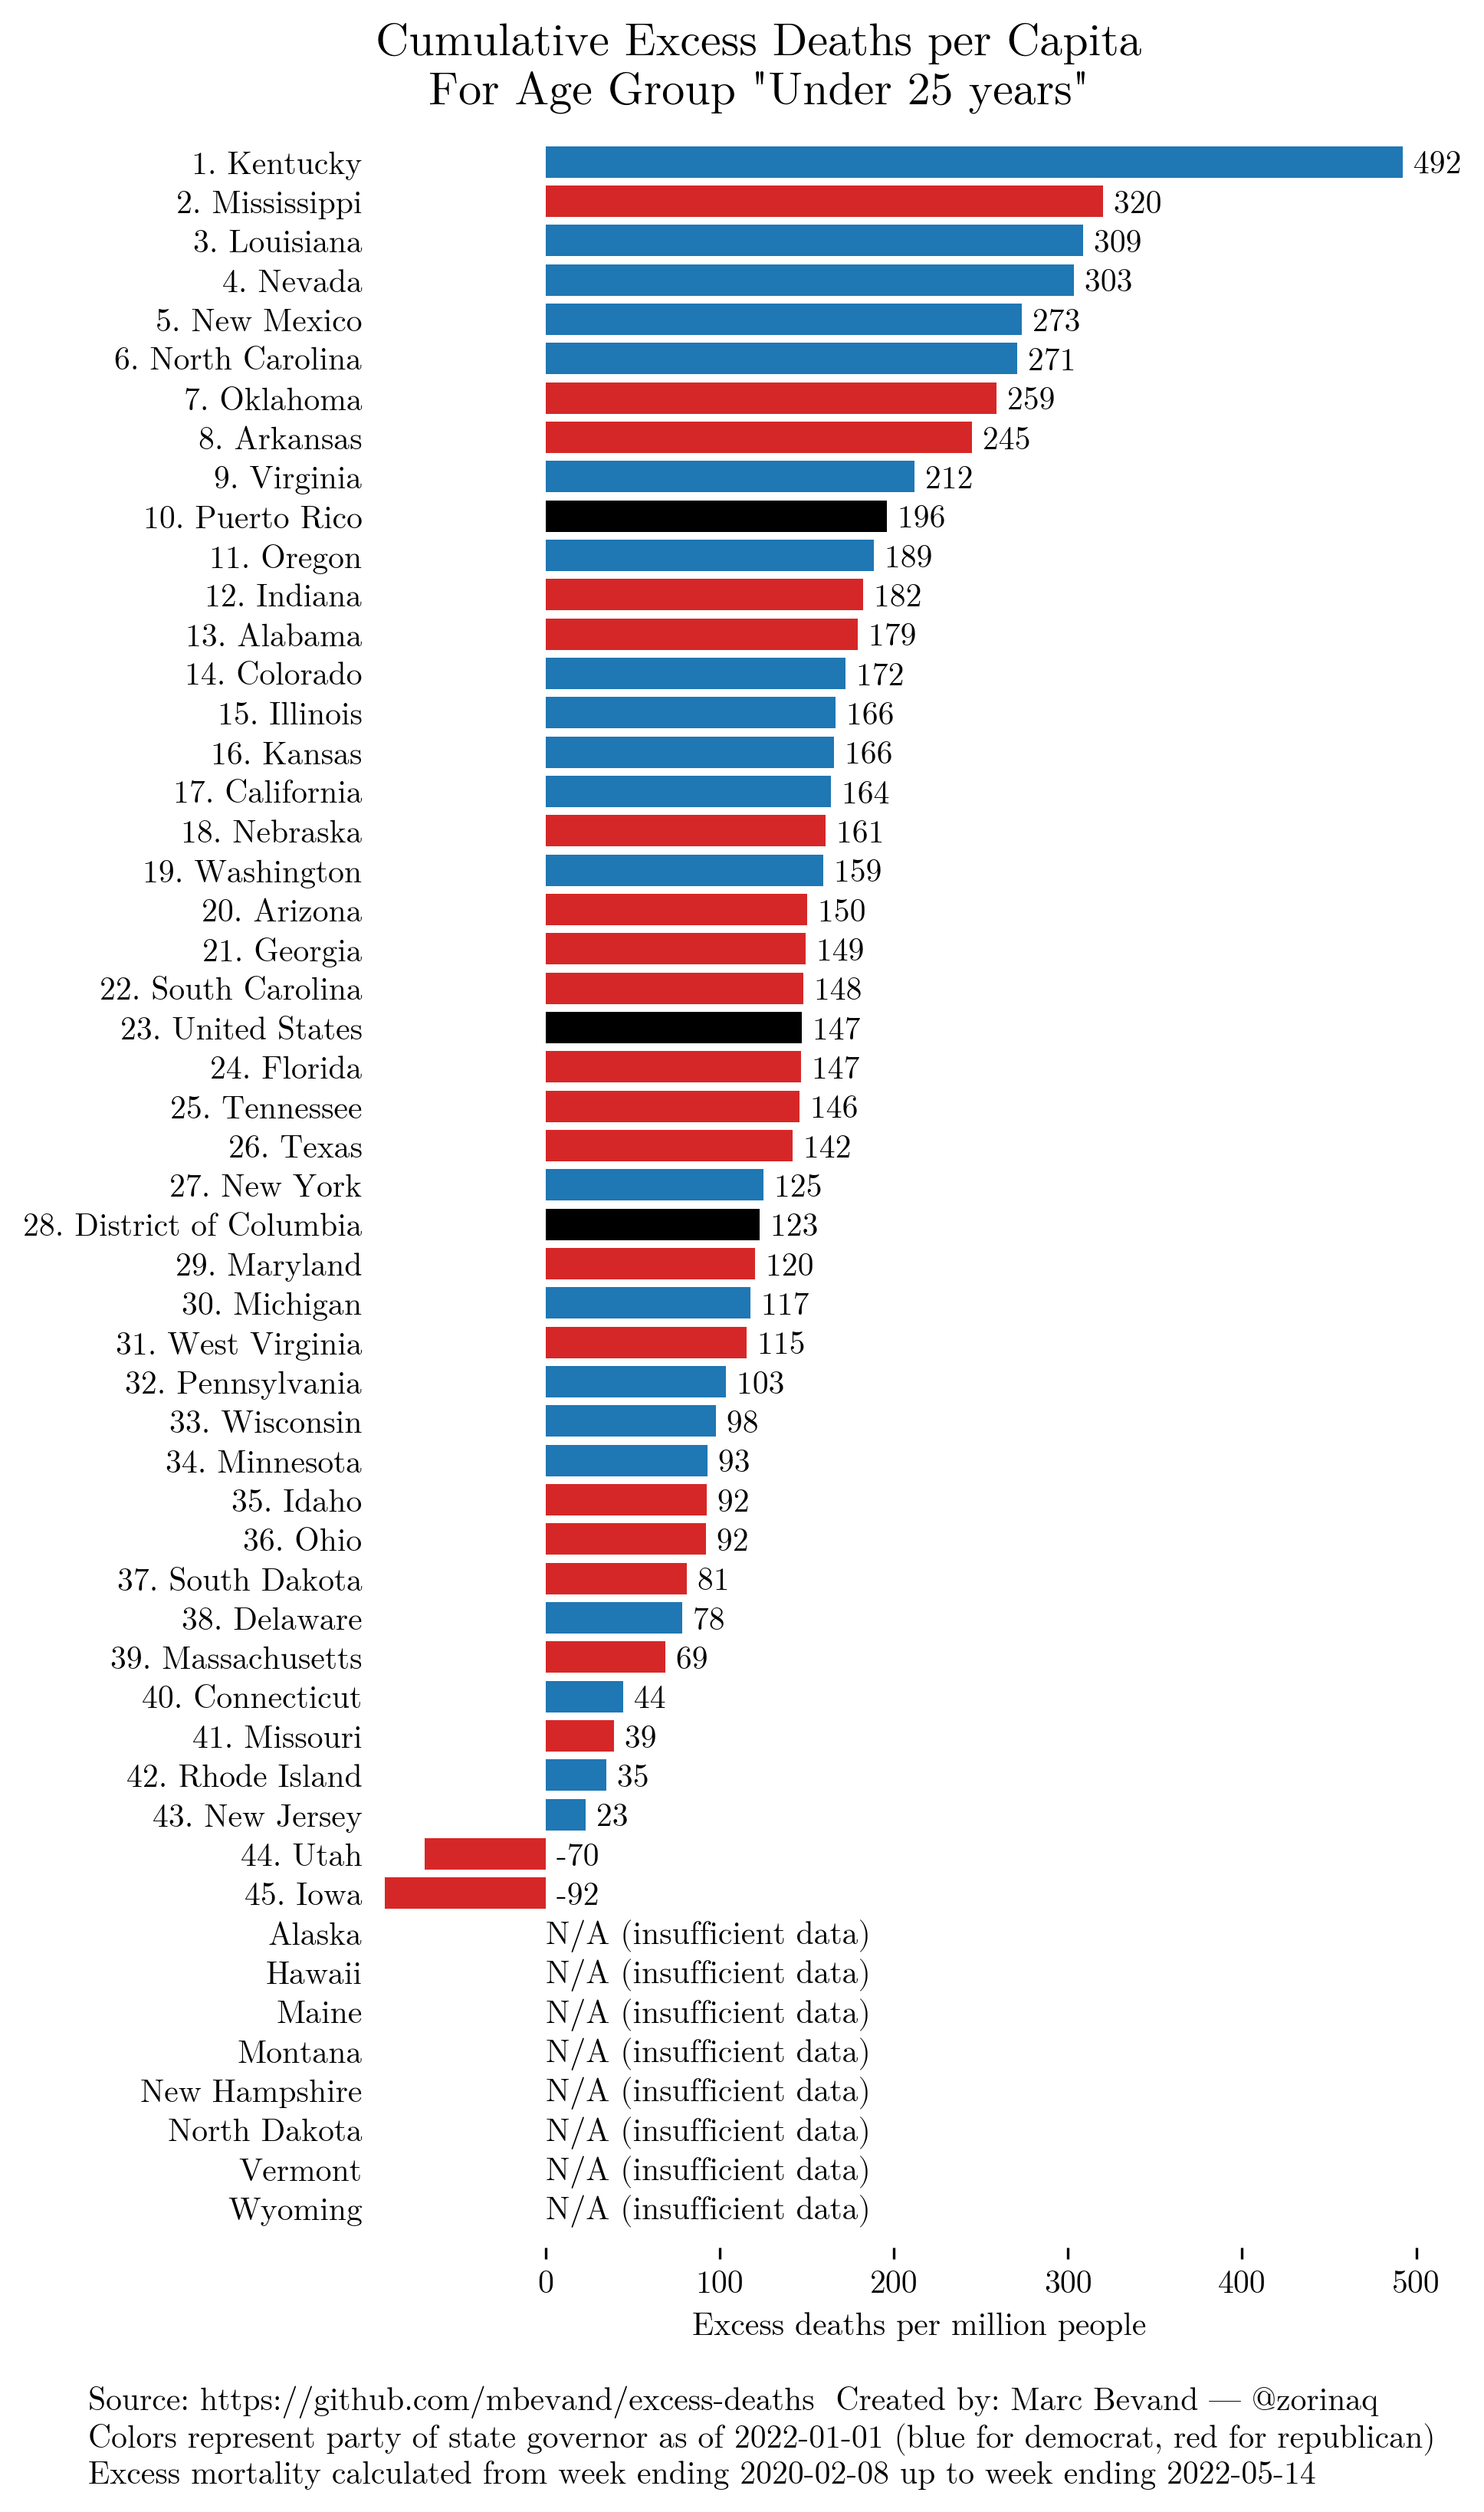 Cumulative Excess Deaths per Capita
For Age Group "Under 25 years"
1. Kentucky 492
2. Mississippi 320
3. Louisiana 309
4. Nevada 303
5. New Mexico 273
6. North Carolina 271
7. Oklahoma 259
8. Arkansas 245
9. Virginia 212
10. Puerto Rico 196
11. Oregon 189
12. Indiana 182
13. Alabama 179
14. Colorado 172
15. Illinois 166
16. Kansas 166
17. California 164
18. Nebraska 161
19. Washington 159
20. Arizona 150
21. Georgia 149
22. South Carolina 148
23. United States 147
24. Florida 147
25. Tennessee 146
26. Texas 142
27. New York 125
28. District of Columbia 123
29. Maryland 120
30. Michigan 117
31. West Virginia 115
32. Pennsylvania 103
33. Wisconsin 98
34. Minnesota 93
35. Idaho 92
36. Ohio 92
37. South Dakota 81
38. Delaware 78
39. Massachusetts 69
40. Connecticut 44
41. Missouri 39
42. Rhode Island 35
43. New Jersey 23
44. Utah -70
45. Iowa -92
Alaska N/A (insufficient data)
Hawaii N/A (insufficient data)
Maine N/A (insufficient data)
Montana N/A (insufficient data)
New Hampshire N/A (insufficient data)
North Dakota N/A (insufficient data)
Vermont N/A (insufficient data)
Wyoming N/A (insufficient data)
0 100 200 300 400 500
Excess deaths per million people
Source: https://github.com/mbevand/excess-deaths Created by: Marc Bevand — @zorinaq
Colors represent party of state governor as of 2022-01-01 (blue for democrat, red for republican)
Excess mortality calculated from week ending 2020-02-08 up to week ending 2022-05-14